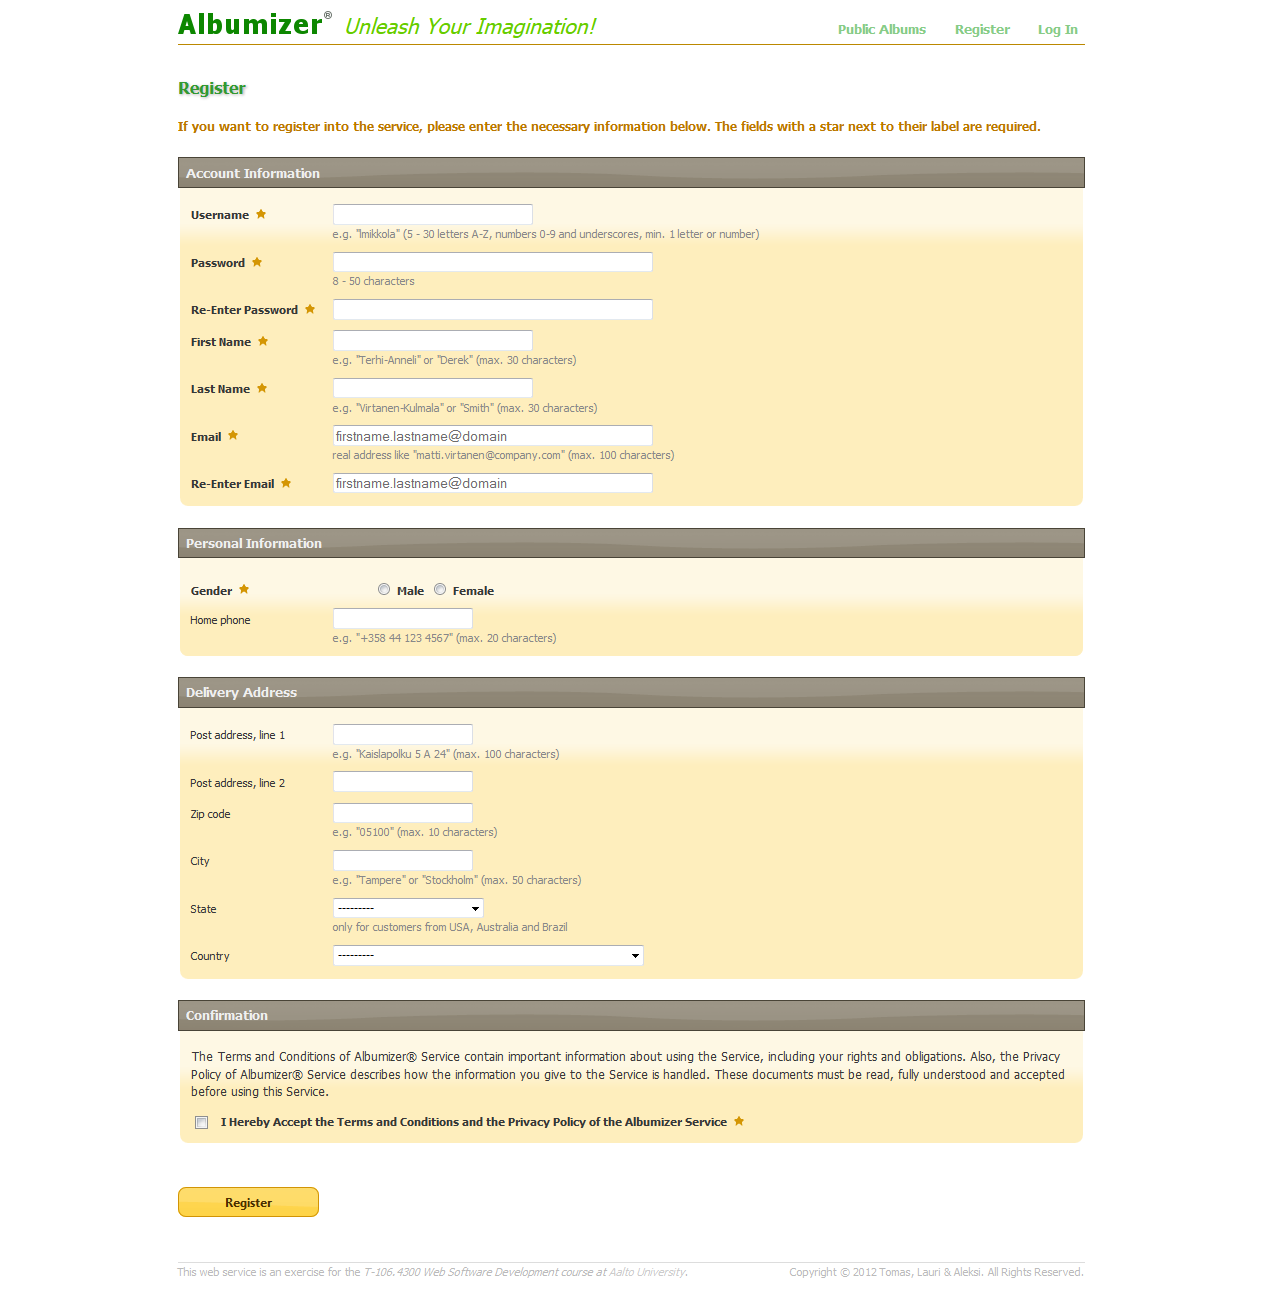 Albumizer® Unleash Your Imagination!
Public Albums Register Log In
Register
If you want to register into the service, please enter the necessary information below. The fields with a star next to their label are required.
Account Information
Username
e.g. "lmikkola" (5 - 30 letters A-Z, numbers 0-9 and underscores, min. 1 letter or number)
Password
8 - 50 characters
Re-Enter Password
First Name
e.g. "Terhi-Anneli" or "Derek" (max. 30 characters)
Last Name
e.g. "Virtanen-Kulmala" or "Smith" (max. 30 characters)
Email firstname.lastname@domain
real address like "matti.virtanen@company.com" (max. 100 characters)
Re-Enter Email firstname.lastname@domain
Personal Information
Gender Male Female
Home phone
e.g. "+358 44 123 4567" (max. 20 characters)
Delivery Address
Post address, line 1
e.g. "Kaislapolku 5 A 24" (max. 100 characters)
Post address, line 2
Zip code
e.g. "05100" (max. 10 characters)
City
e.g. "Tampere" or "Stockholm" (max. 50 characters)
State ---------
only for customers from USA, Australia and Brazil
Country ---------
Confirmation
The Terms and Conditions of Albumizer® Service contain important information about using the Service, including your rights and obligations. Also, the Privacy
Policy of Albumizer® Service describes how the information you give to the Service is handled. These documents must be read, fully understood and accepted
before using this Service.
I Hereby Accept the Terms and Conditions and the Privacy Policy of the Albumizer Service
Register
This web service is an exercise for the T-106.4300 Web Software Development course at Aalto University. Copyright © 2012 Tomas, Lauri & Aleksi. All Rights Reserved.